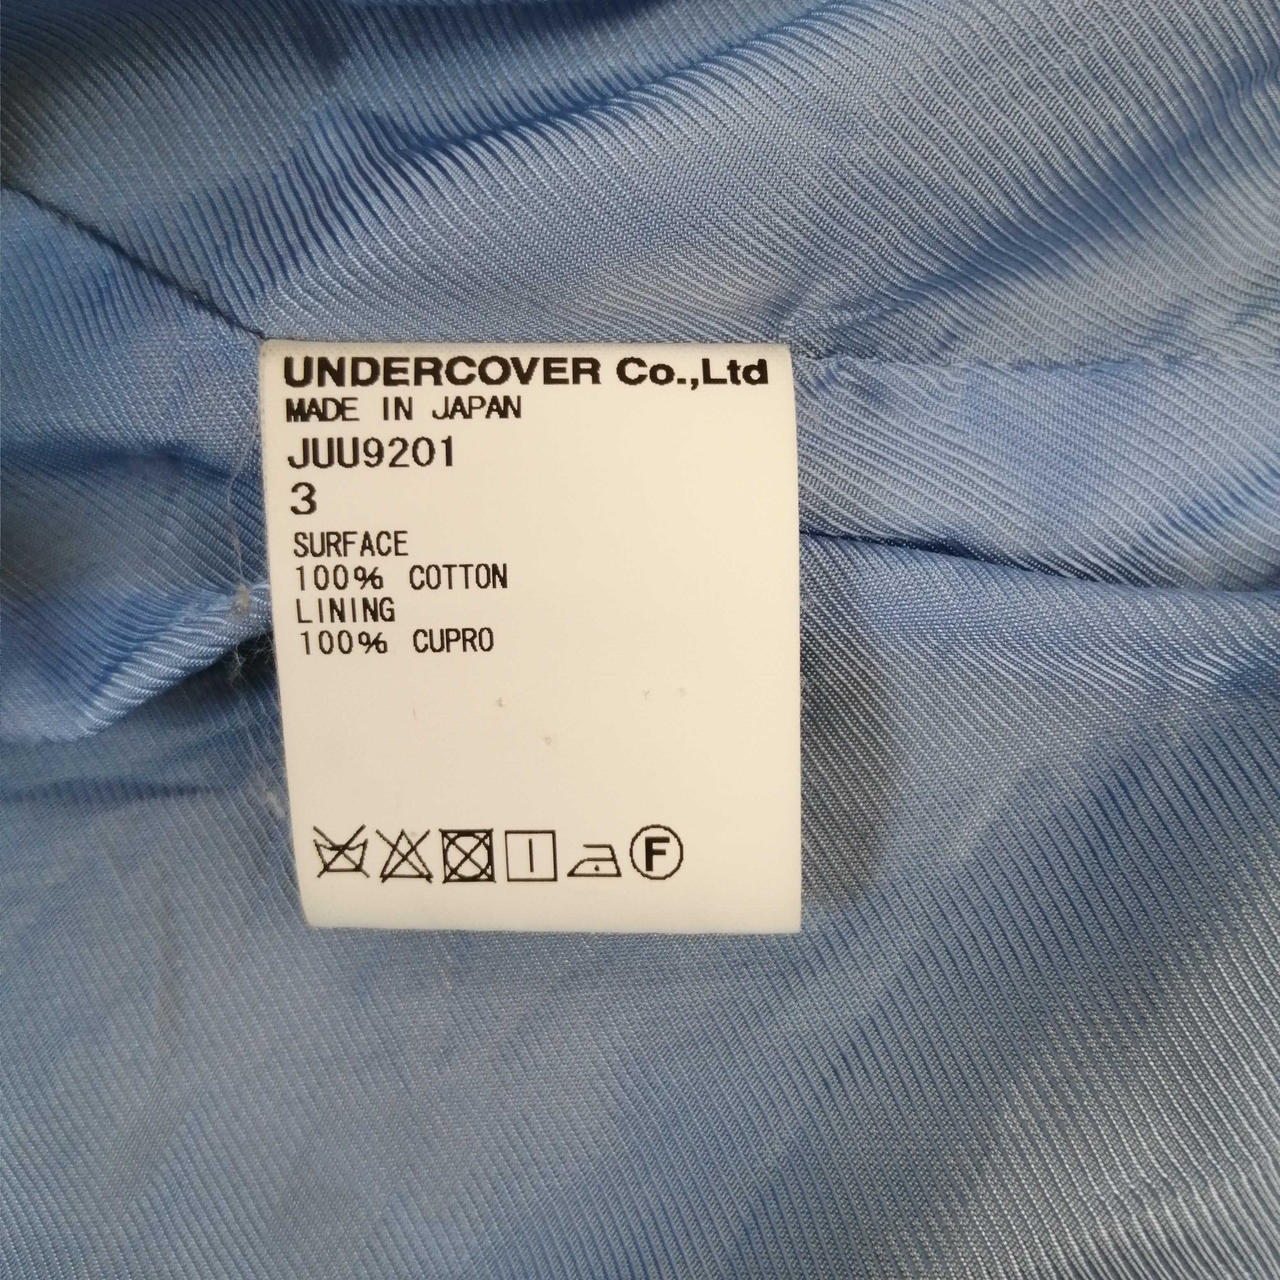 UNDERCOVER Co.,Ltd
MADE IN JAPAN
JUU9201
3
SURFACE
100% COTTON
LINING
100% CUPRO
F